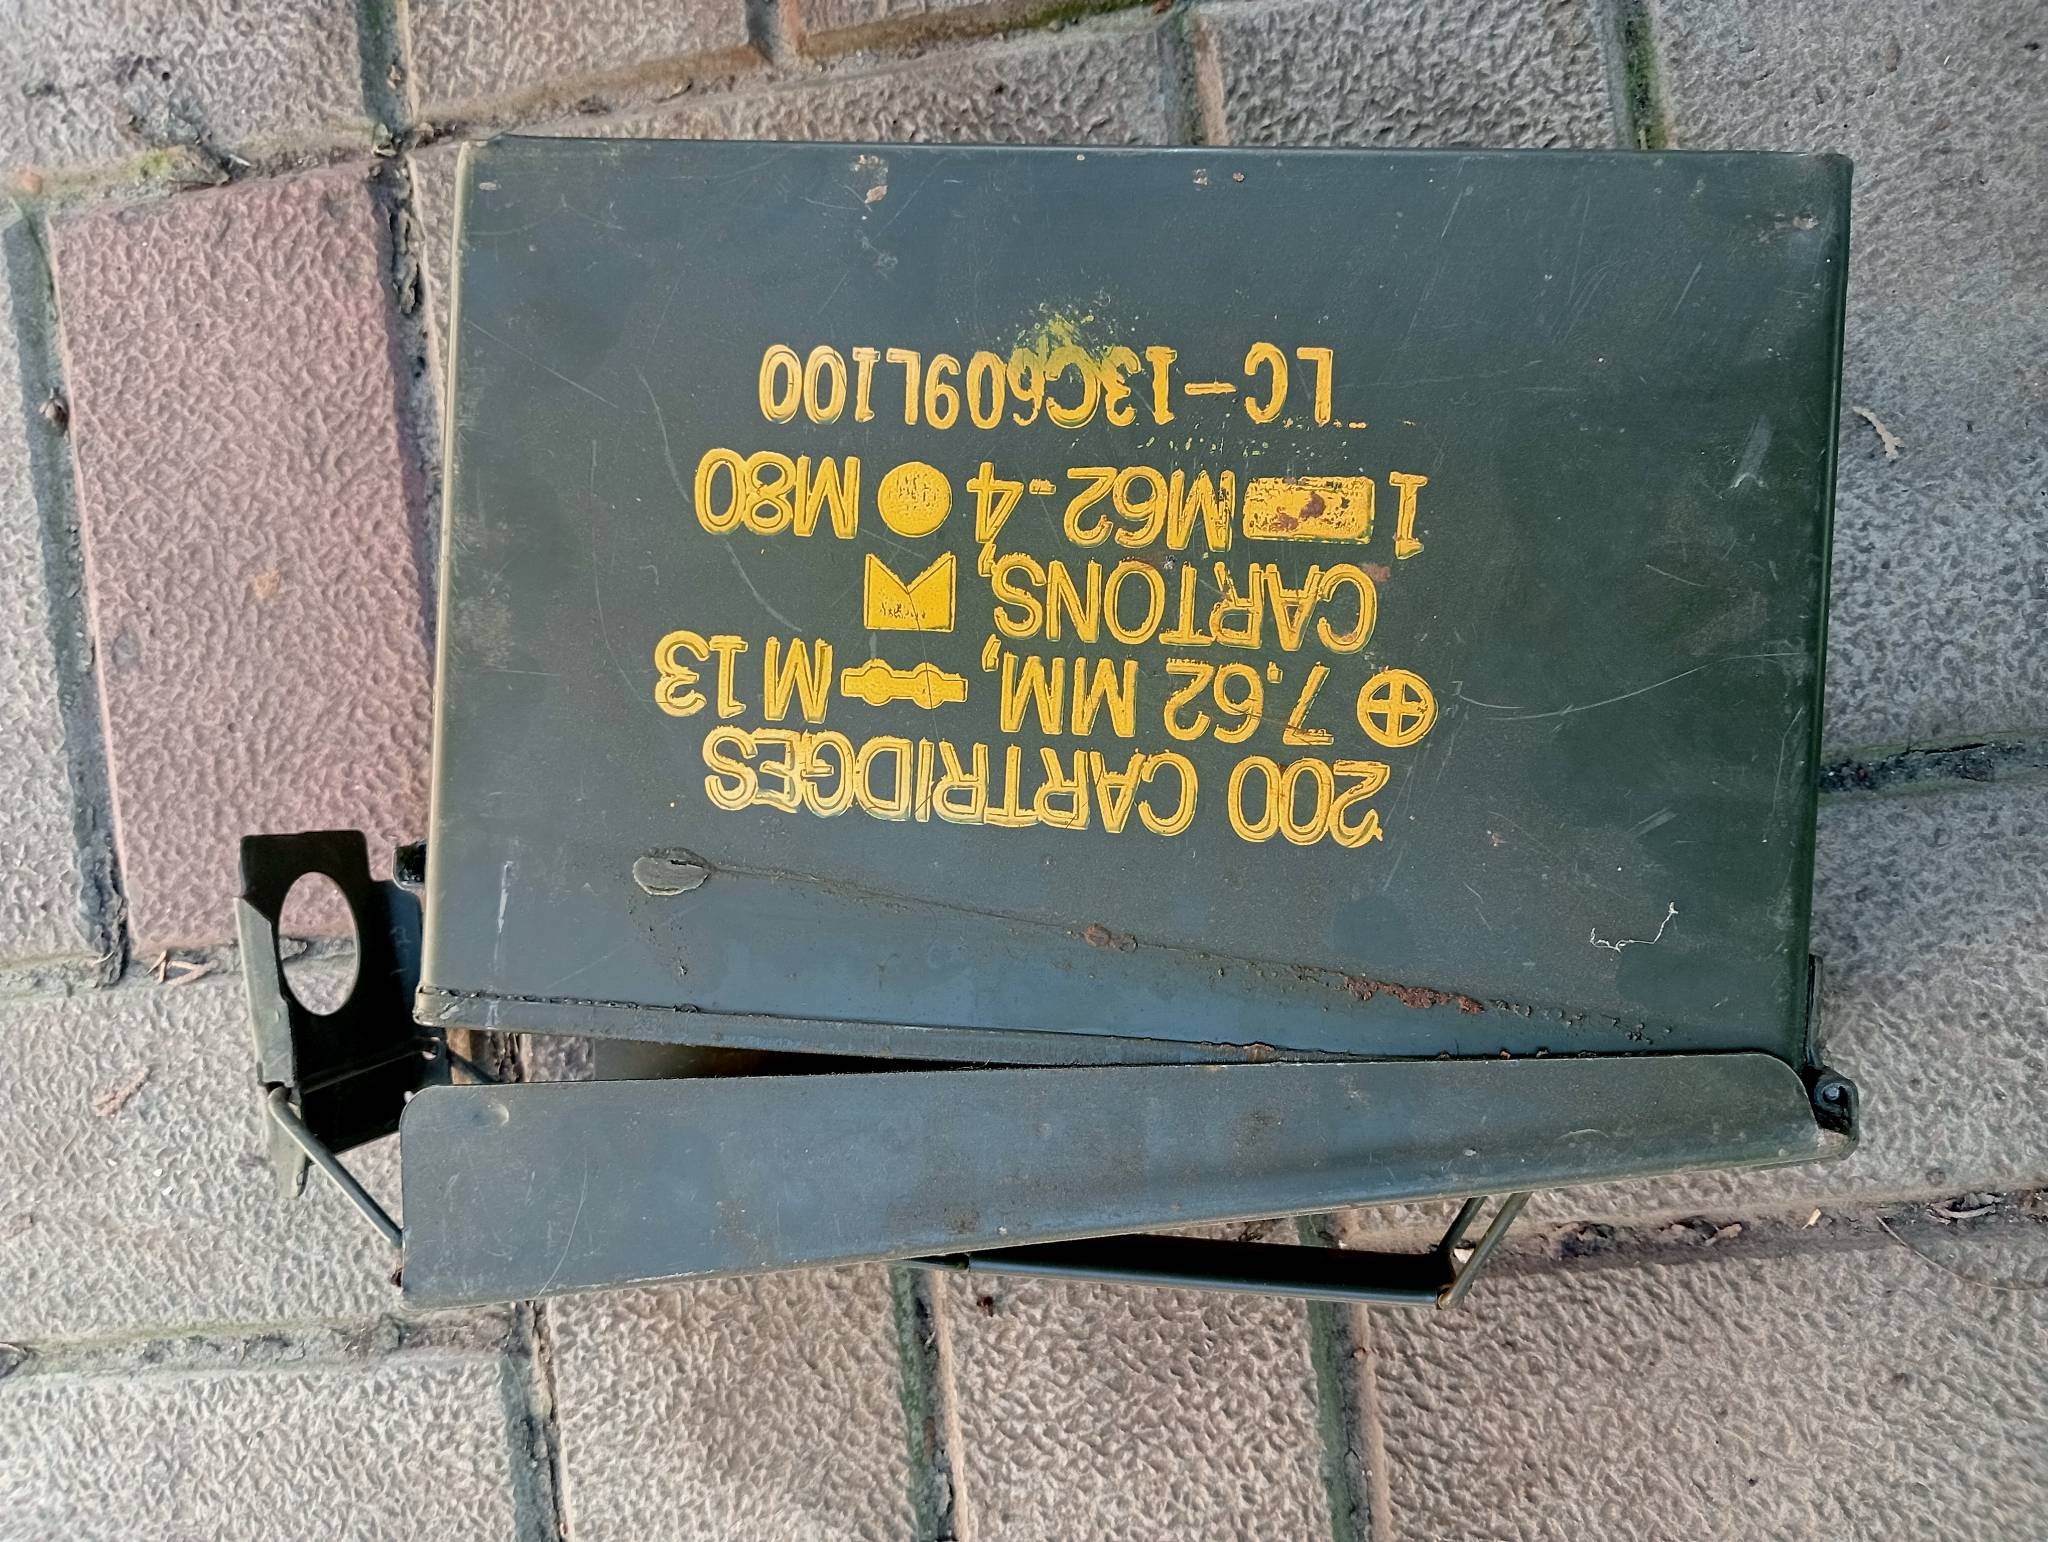 200 CARTRIDGES
7.62 MM, M13
CARTONS,
1 M62-4 M80
LC-13C609L100